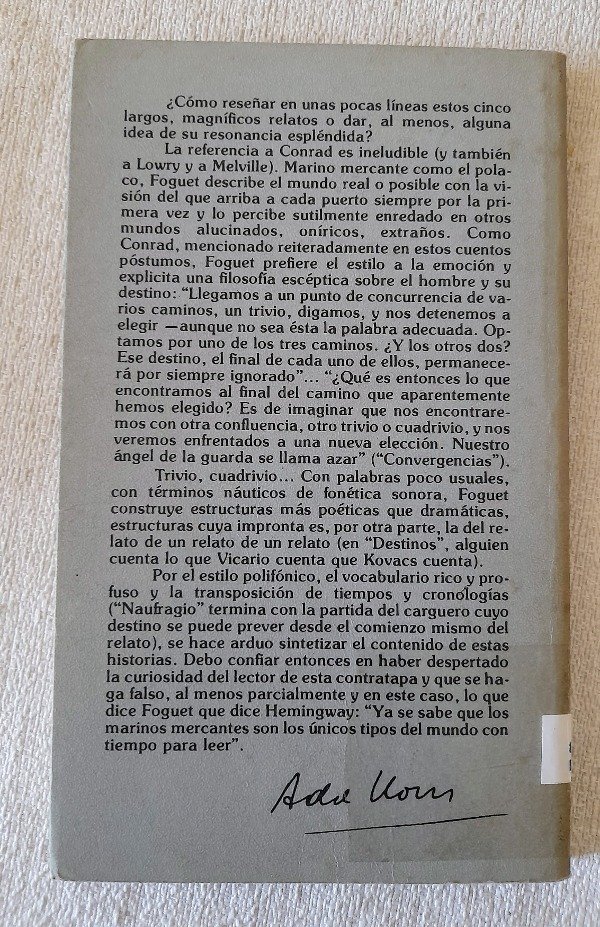 ¿Cómo reseñar en unas pocas líneas estos cinco
largos, magníficos relatos o dar, al menos, alguna
idea de su resonancia espléndida?
La referencia a Conrad es ineludible (y también
a Lowry y a Melville). Marino mercante como el pola-
co, Foguet describe el mundo real o posible con la vi-
sión del que arriba a cada puerto siempre por la pri-
mera vez y lo percibe sutilmente enredado en otros
mundos alucinados, oníricos, extraños. Como
Conrad, mencionado reiteradamente en estos cuentos
póstumos, Foguet prefiere el estilo a la emoción y
explicita una filosofía escéptica sobre el hombre y su
destino: “Llegamos a un punto de concurrencia de va-
rios caminos, un trivio, digamos, y nos detenemos a
elegir —aunque no sea ésta la palabra adecuada. Op-
tamos por uno de los tres caminos. ¿Y los otros dos?
Ese destino, el final de cada uno de ellos, permanece-
rá por siempre ignorado”... “¿Qué es entonces lo que
encontramos al final del camino que aparentemente
hemos elegido? Es de imaginar que nos encontrare-
mos con otra confluencia, otro trivio o cuadrivio, y nos
veremos enfrentados a una nueva elección. Nuestro
ángel de la guarda se llama azar” (“Convergencias”).
Trivio, cuadrivio... Con palabras poco usuales,
con términos náuticos de fonética sonora, Foguet
construye estructuras más poéticas que dramáticas,
estructuras cuya impronta es, por otra parte, la del re-
lato de un relato de un relato (en “Destinos”, alguien
cuenta lo que Vicario cuenta que Kovacs cuenta).
Por el estilo polifónico, el vocabulario rico y pro-
fuso y la transposición de tiempos y cronologías
(“Naufragio” termina con la partida del carguero cuyo
destino se puede prever desde el comienzo mismo del
relato), se hace arduo sintetizar el contenido de estas
historias. Debo confiar entonces en haber despertado
la curiosidad del lector de esta contratapa y que se ha-
ga falso, al menos parcialmente y en este caso, lo que
dice Foguet que dice Hemingway: “Ya se sabe que los
marinos mercantes son los únicos tipos del mundo con
tiempo para leer”.